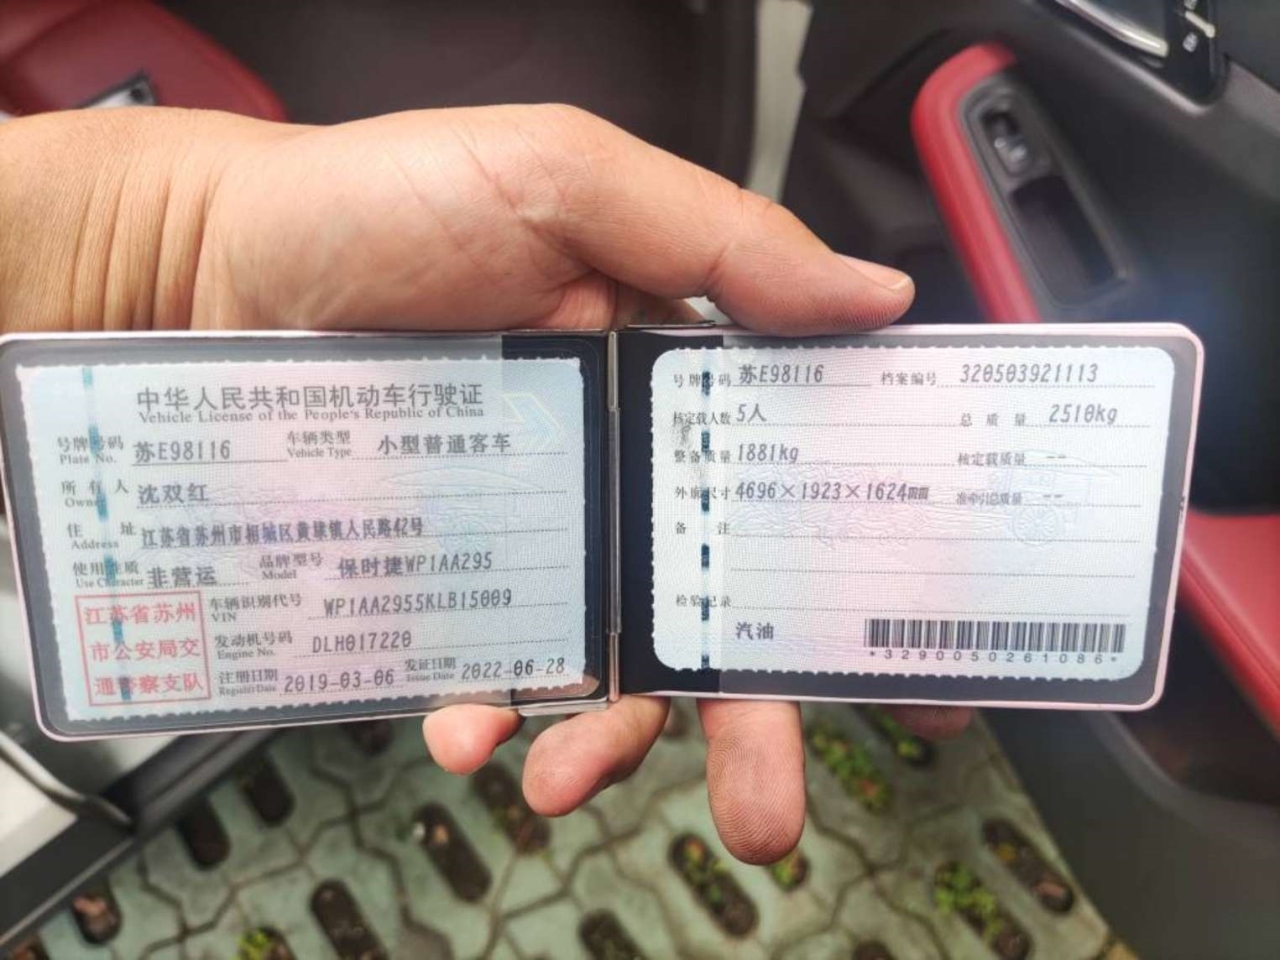 中华人民共和国机动车行驶证
Vehicle License of the People's Republic of China
号牌号码 苏E98116 车辆类型 小型普通客车
Plate No. Vehicle Type
所有人 沈双红
Owner
住址 江苏省苏州市相城区黄埭镇人民路42号
Address
使用性质 非营运 品牌型号 保时捷WP1AA295
Use Character Model
江苏省苏州
市公安局交
通警察支队
车辆识别代号 WP1AA2955KLB15009
VIN
发动机号码 DLH017220
Engine No.
注册日期 2019-03-06 发证日期 2022-06-28
Register Date Issue Date
号牌号码 苏E98116 档案编号 320503921113
核定载人数 5人 总质量 2510kg
整备质量 1881kg 核定载质量 --
外廓尺寸 4696×1923×1624mm 准牵引总质量 --
备注
检验记录
汽油
*3290050261086*